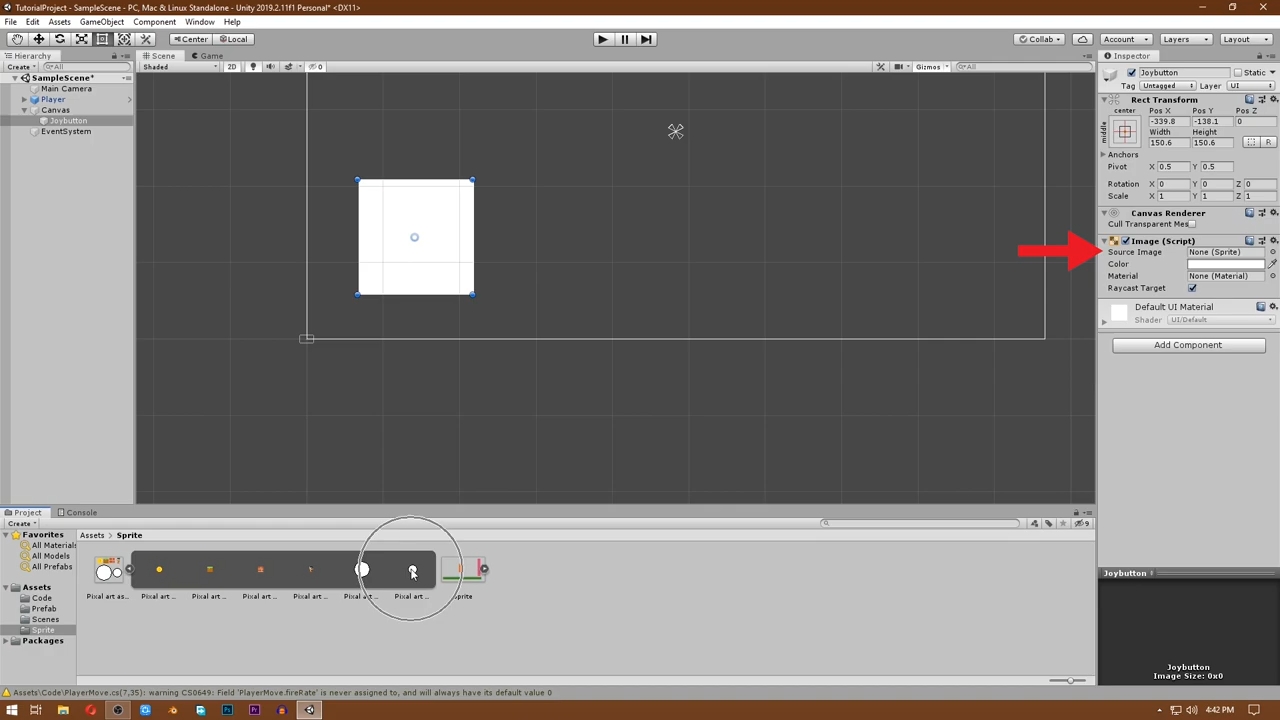 TutorialProject - SampleScene - PC, Mac & Linux Standalone - Unity 2019.2.11f1 Personal* <DX11>
File Edit Assets GameObject Component Window Help
Center Local Collab Account Layers Layout
Hierarchy
Create All
SampleScene*
Main Camera
Player
Canvas
Joybutton
EventSystem
Scene Game
Shaded 2D 0 Gizmos All
Inspector
Joybutton Static
Tag Untagged Layer UI
Rect Transform
center Pos X Pos Y Pos Z
middle -339.8 -138.1 0
Width Height
150.6 150.6 R
Anchors
Pivot X 0.5 Y 0.5
Rotation X 0 Y 0 Z 0
Scale X 1 Y 1 Z 1
Canvas Renderer
Cull Transparent Mes
Image (Script)
Source Image None (Sprite)
Color
Material None (Material)
Raycast Target
Default UI Material
Shader UI/Default
Add Component
Project Console
Create 9
Favorites
All Materials
All Models
All Prefabs
Assets
Code
Prefab
Scenes
Sprite
Packages
Assets Sprite
Pixal art as... Pixal art ... Pixal art ... Pixal art ... Pixal art ... Pixal art ... Pixal art ... Sprite
Joybutton
Joybutton
Image Size: 0x0
Assets\Code\PlayerMove.cs(7,35): warning CS0649: Field 'PlayerMove.fireRate' is never assigned to, and will always have its default value 0
Ps Pr 4:42 PM